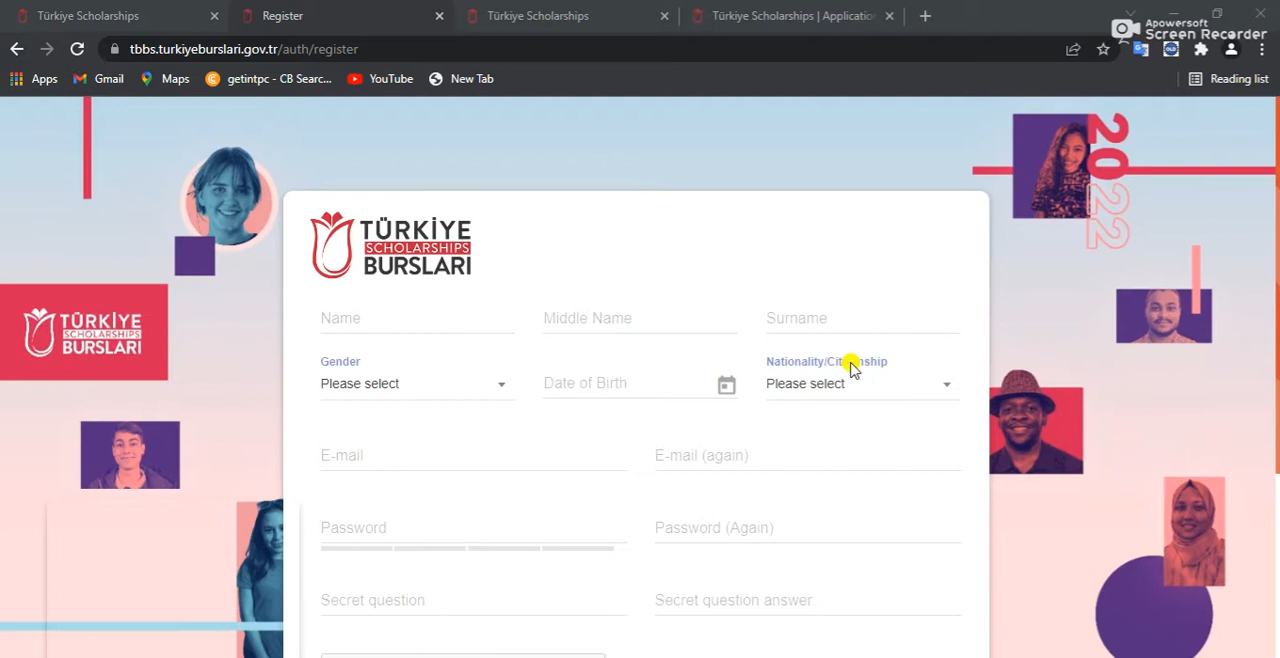 Türkiye Scholarships
Register
Türkiye Scholarships
Türkiye Scholarships | Application
Apowersoft
Screen Recorder
tbbs.turkiyeburslari.gov.tr/auth/register
Apps
Gmail
Maps
getintpc - CB Searc...
YouTube
New Tab
Reading list
2022
TÜRKİYE
SCHOLARSHIPS
BURSLARI
TÜRKİYE
SCHOLARSHIPS
BURSLARI
Name
Middle Name
Surname
Gender
Please select
Date of Birth
Nationality/Citizenship
Please select
E-mail
E-mail (again)
Password
Password (Again)
Secret question
Secret question answer